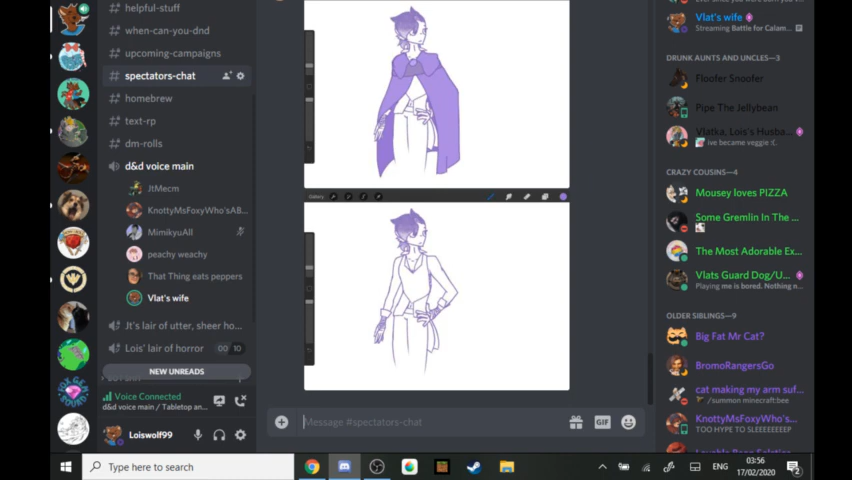 helpful-stuff
when-can-you-dnd
upcoming-campaigns
spectators-chat
homebrew
text-rp
dm-rolls
d&d voice main
JtMecm
KnottyMsFoxyWho'sAB...
MimikyuAll
peachy weachy
That Thing eats peppers
Vlat's wife
Jt's lair of utter, sheer ho...
Lois' lair of horror 00 10
NEW UNREADS
Voice Connected
d&d voice main / Tabletop an...
Loiswolf99
Gallery
Message #spectators-chat
GIF
Vlat's wife
Streaming Battle for Calam...
DRUNK AUNTS AND UNCLES—3
Floofer Snoofer
Pipe The Jellybean
Vlatka, Lois's Husba...
ive became veggie :(.
CRAZY COUSINS—4
Mousey loves PIZZA
Some Gremlin In The ...
The Most Adorable Ex...
Vlats Guard Dog/U...
Playing me is bored. Nothing n...
OLDER SIBLINGS—9
Big Fat Mr Cat?
BromoRangersGo
cat making my arm suf...
/summon minecraft:bee
KnottyMsFoxyWho's...
TOO HYPE TO SLEEEEEEP
Type here to search
ENG
03:56
17/02/2020
2